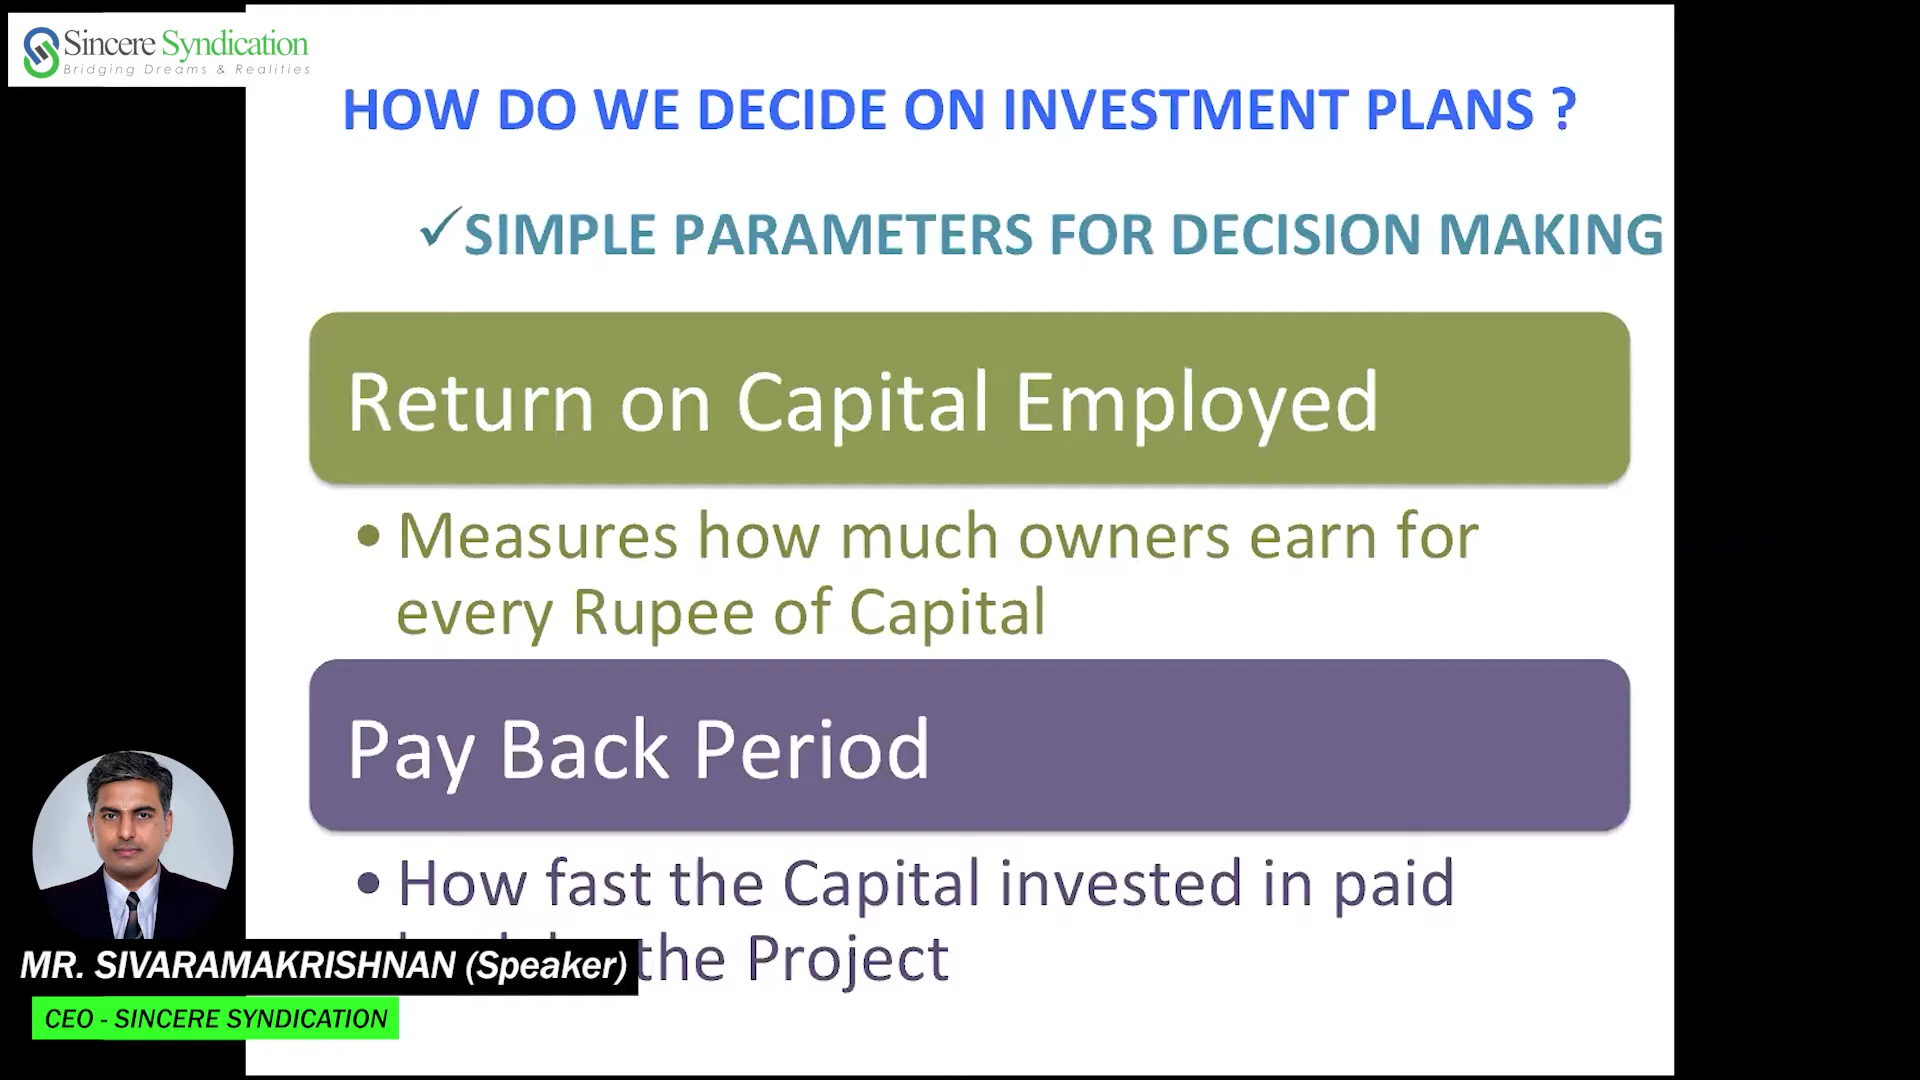 Sincere Syndication
Bridging Dreams & Realities
HOW DO WE DECIDE ON INVESTMENT PLANS ?
✓SIMPLE PARAMETERS FOR DECISION MAKING
Return on Capital Employed
• Measures how much owners earn for
every Rupee of Capital
Pay Back Period
• How fast the Capital invested in paid
the Project
MR. SIVARAMAKRISHNAN (Speaker)
CEO - SINCERE SYNDICATION